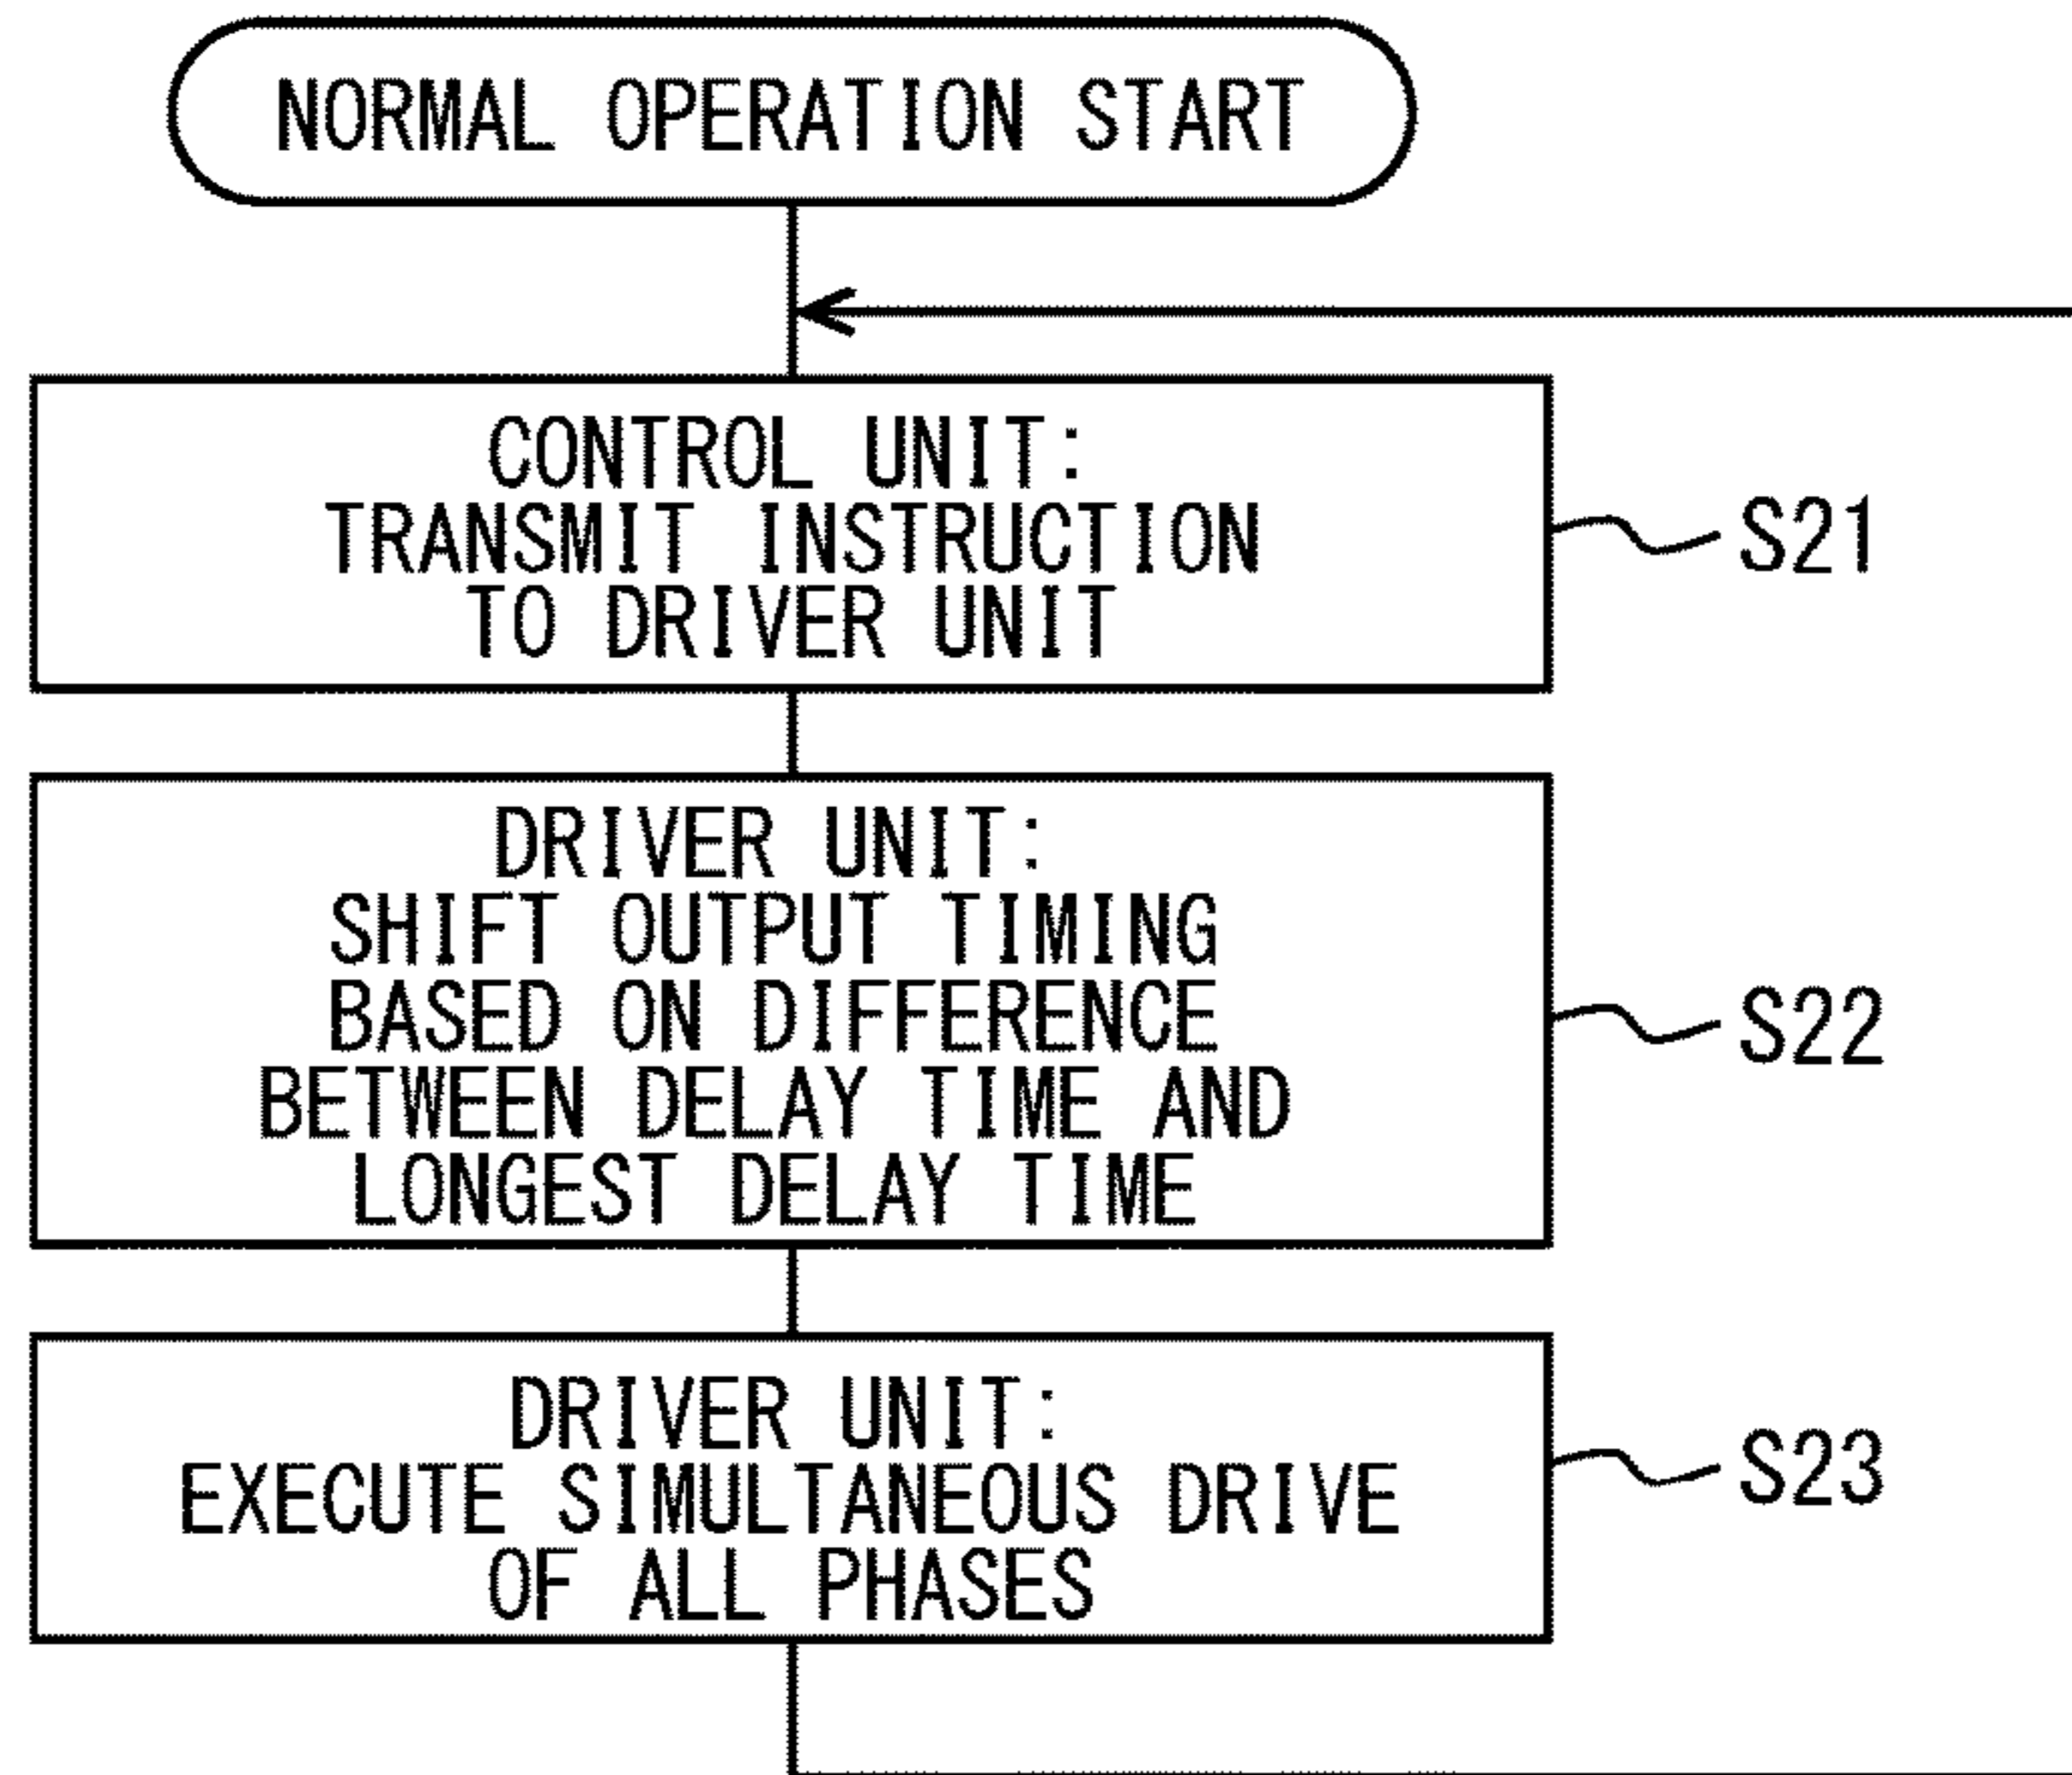 NORMAL OPERATION START
CONTROL UNIT:
TRANSMIT INSTRUCTION
TO DRIVER UNIT
S21
DRIVER UNIT:
SHIFT OUTPUT TIMING
BASED ON DIFFERENCE
BETWEEN DELAY TIME AND
LONGEST DELAY TIME
S22
DRIVER UNIT:
EXECUTE SIMULTANEOUS DRIVE
OF ALL PHASES
S23